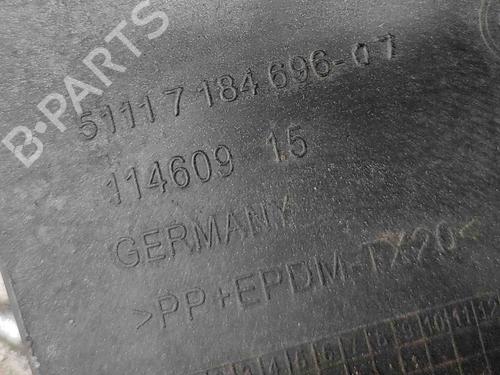 B-PARTS
51117 184 696-07
114609 15
GERMANY
>PP+EPDM-TX20<